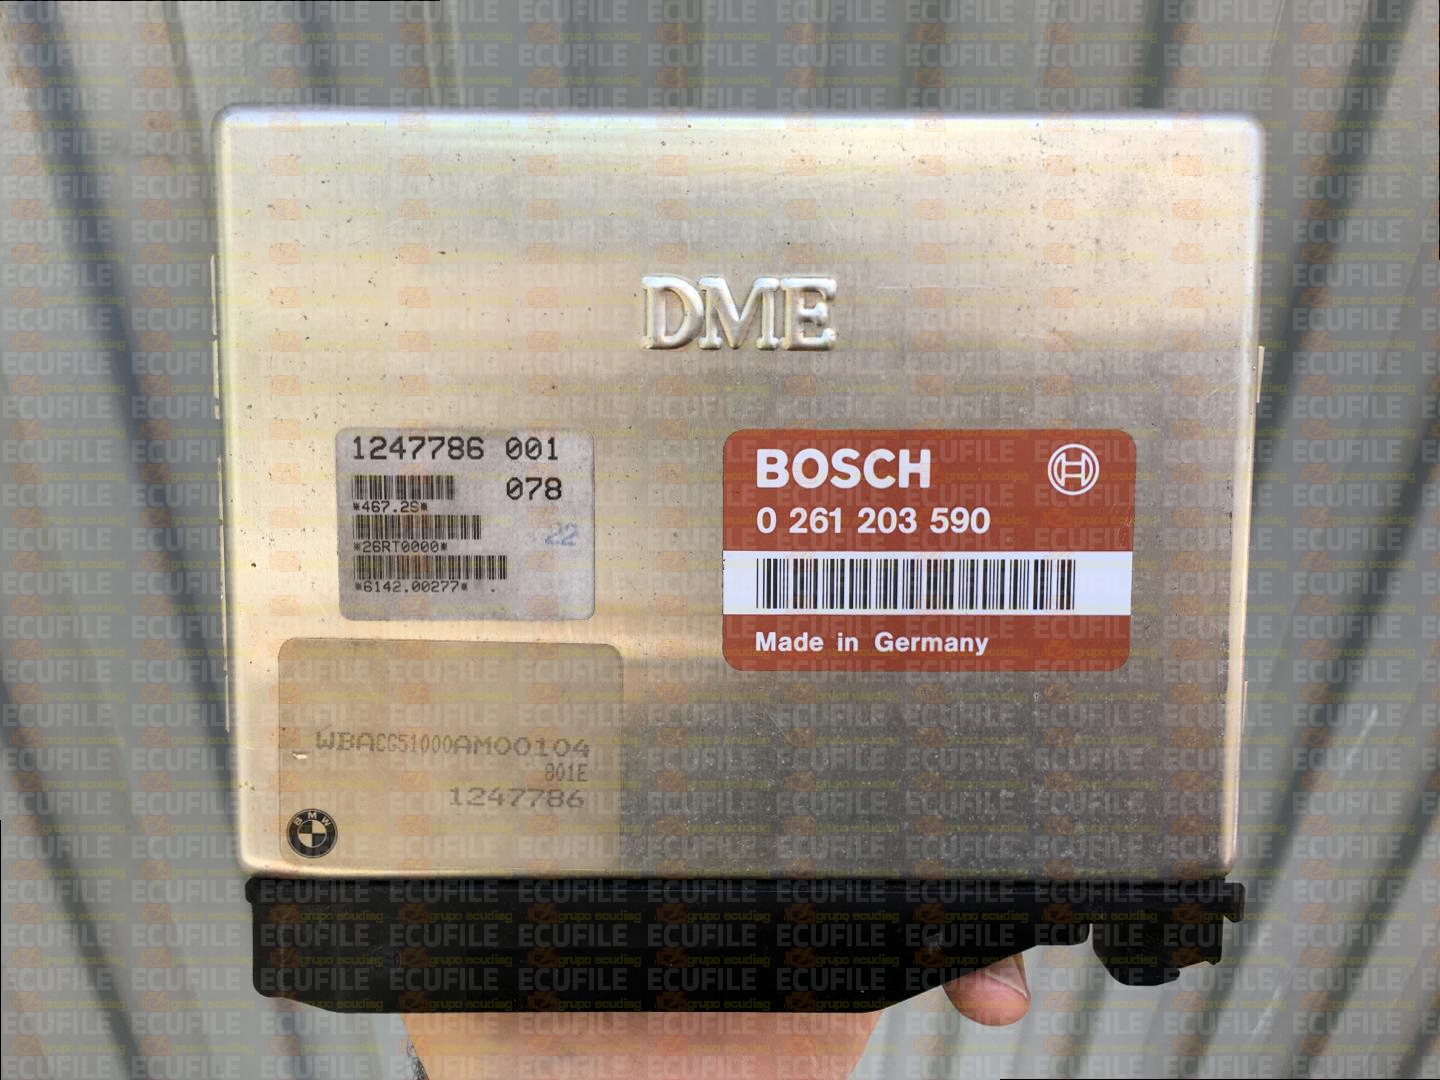 DME
1247786 001
078
*467.2S*
22
*26RT0000*
*6142.00277*
BOSCH
0 261 203 590
Made in Germany
WBACG51000AM00104
801E
1247786
BMW
ECUFILE
grupo ecudiag